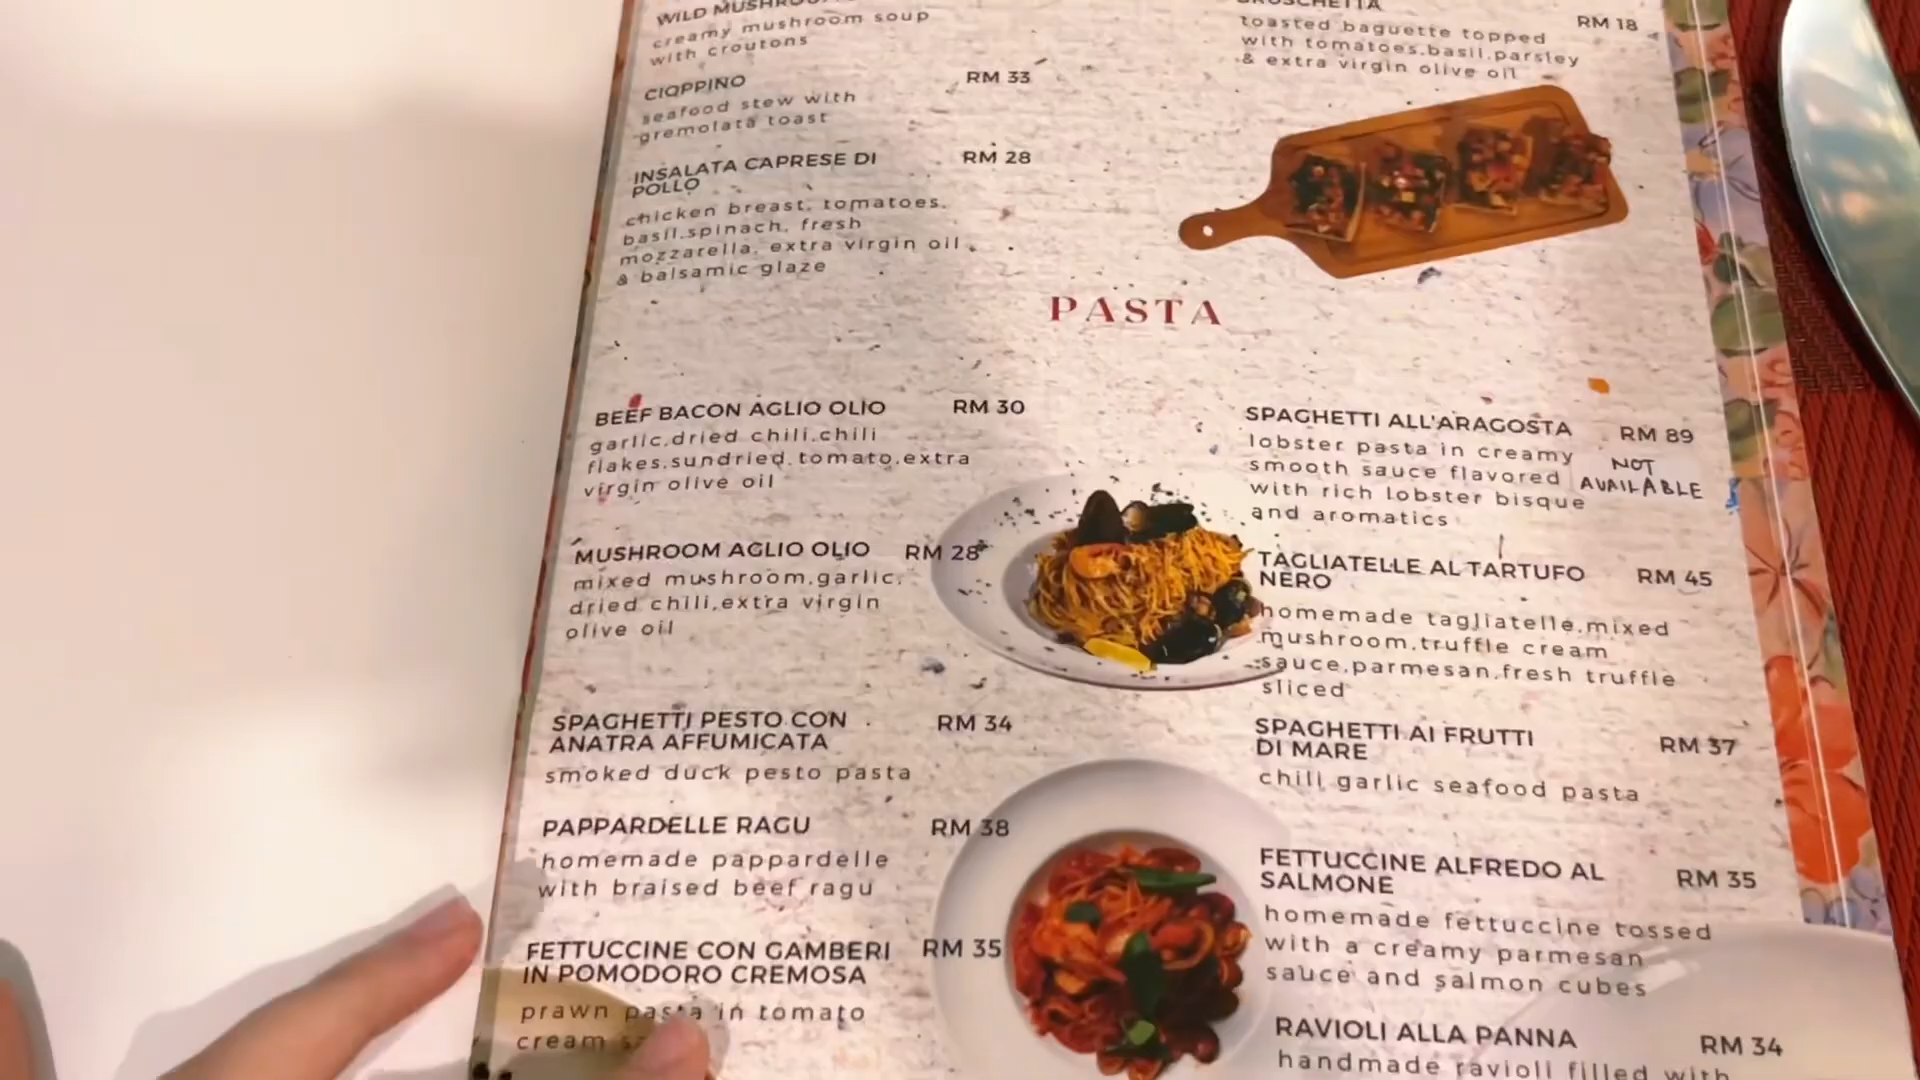 WILD MUSHROO
creamy mushroom soup
with croutons
CIOPPINO
RM 33
seafood stew with
gremolata toast
INSALATA CAPRESE DI
POLLO
RM 28
chicken breast, tomatoes,
basil,spinach, fresh
mozzarella, extra virgin oil
& balsamic glaze
BRUSCHETTA
RM 18
toasted baguette topped
with tomatoes,basil,parsley
& extra virgin olive oil
PASTA
BEEF BACON AGLIO OLIO
RM 30
garlic,dried chili,chili
flakes,sundried,tomato,extra
virgin olive oil
MUSHROOM AGLIO OLIO
RM 28
mixed mushroom,garlic,
dried chili,extra virgin
olive oil
SPAGHETTI PESTO CON
ANATRA AFFUMICATA
RM 34
smoked duck pesto pasta
PAPPARDELLE RAGU
RM 38
homemade pappardelle
with braised beef ragu
FETTUCCINE CON GAMBERI
IN POMODORO CREMOSA
RM 35
prawn pasta in tomato
cream
SPAGHETTI ALL'ARAGOSTA
RM 89
NOT
AVAILABLE
lobster pasta in creamy
smooth sauce flavored
with rich lobster bisque
and aromatics
TAGLIATELLE AL TARTUFO
NERO
RM 45
homemade tagliatelle,mixed
mushroom,truffle cream
sauce,parmesan,fresh truffle
sliced
SPAGHETTI AI FRUTTI
DI MARE
RM 37
chili garlic seafood pasta
FETTUCCINE ALFREDO AL
SALMONE
RM 35
homemade fettuccine tossed
with a creamy parmesan
sauce and salmon cubes
RAVIOLI ALLA PANNA
RM 34
handmade ravioli filled with